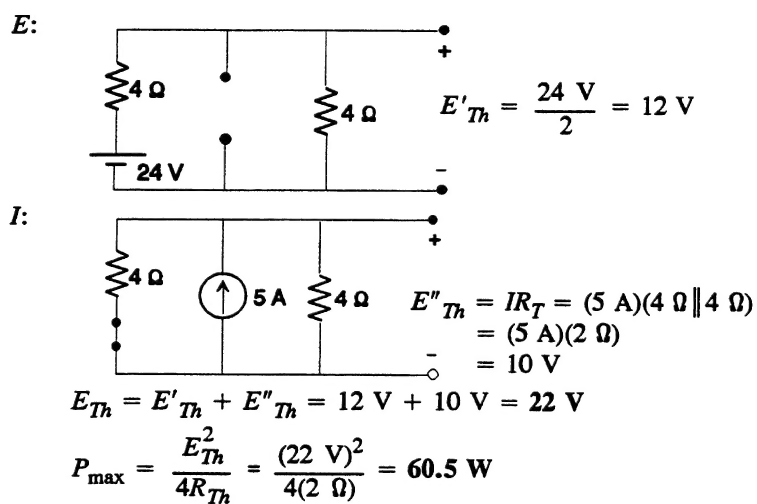 E:
4 Ω
4 Ω
24 V
+
−
E'Th = 24 V / 2 = 12 V
I:
4 Ω
5 A
4 Ω
+
−
E"Th = IRT = (5 A)(4 Ω‖4 Ω)
= (5 A)(2 Ω)
= 10 V
ETh = E'Th + E"Th = 12 V + 10 V = 22 V
Pmax = E²Th / 4RTh = (22 V)² / 4(2 Ω) = 60.5 W